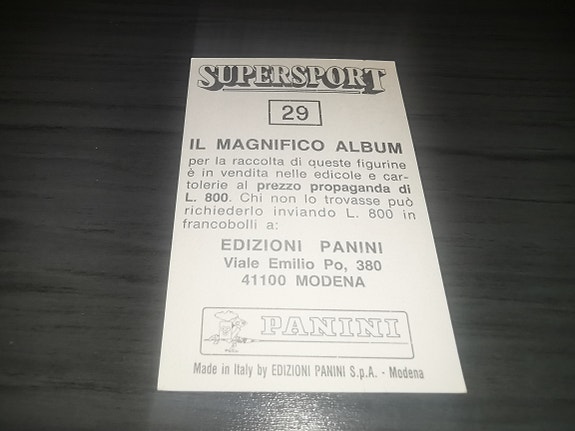 SUPERSPORT
29
IL MAGNIFICO ALBUM
per la raccolta di queste figurine
è in vendita nelle edicole e car-
tolerie al prezzo propaganda di
L. 800. Chi non lo trovasse può
richiederlo inviando L. 800 in
francobolli a:
EDIZIONI PANINI
Viale Emilio Po, 380
41100 MODENA
PANINI
Made in Italy by EDIZIONI PANINI S.p.A. - Modena